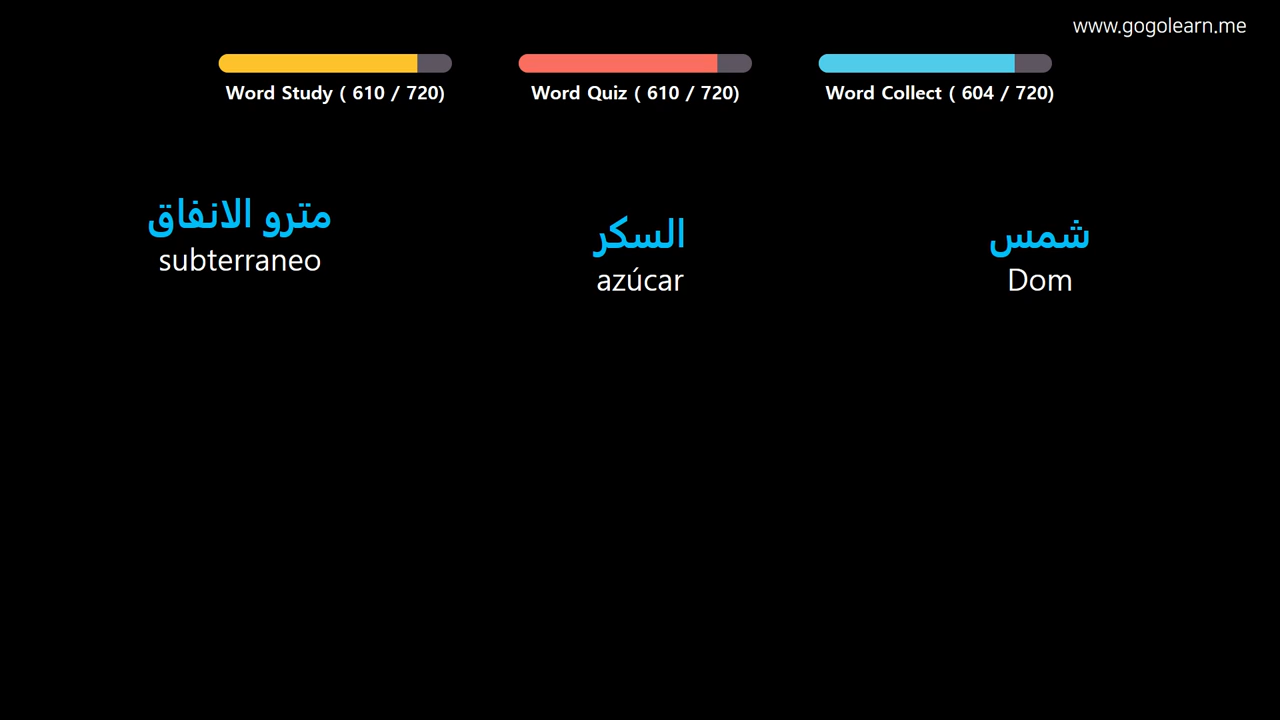 www.gogolearn.me
Word Study ( 610 / 720)
Word Quiz ( 610 / 720)
Word Collect ( 604 / 720)
مترو الانفاق
subterraneo
السكر
azúcar
شمس
Dom